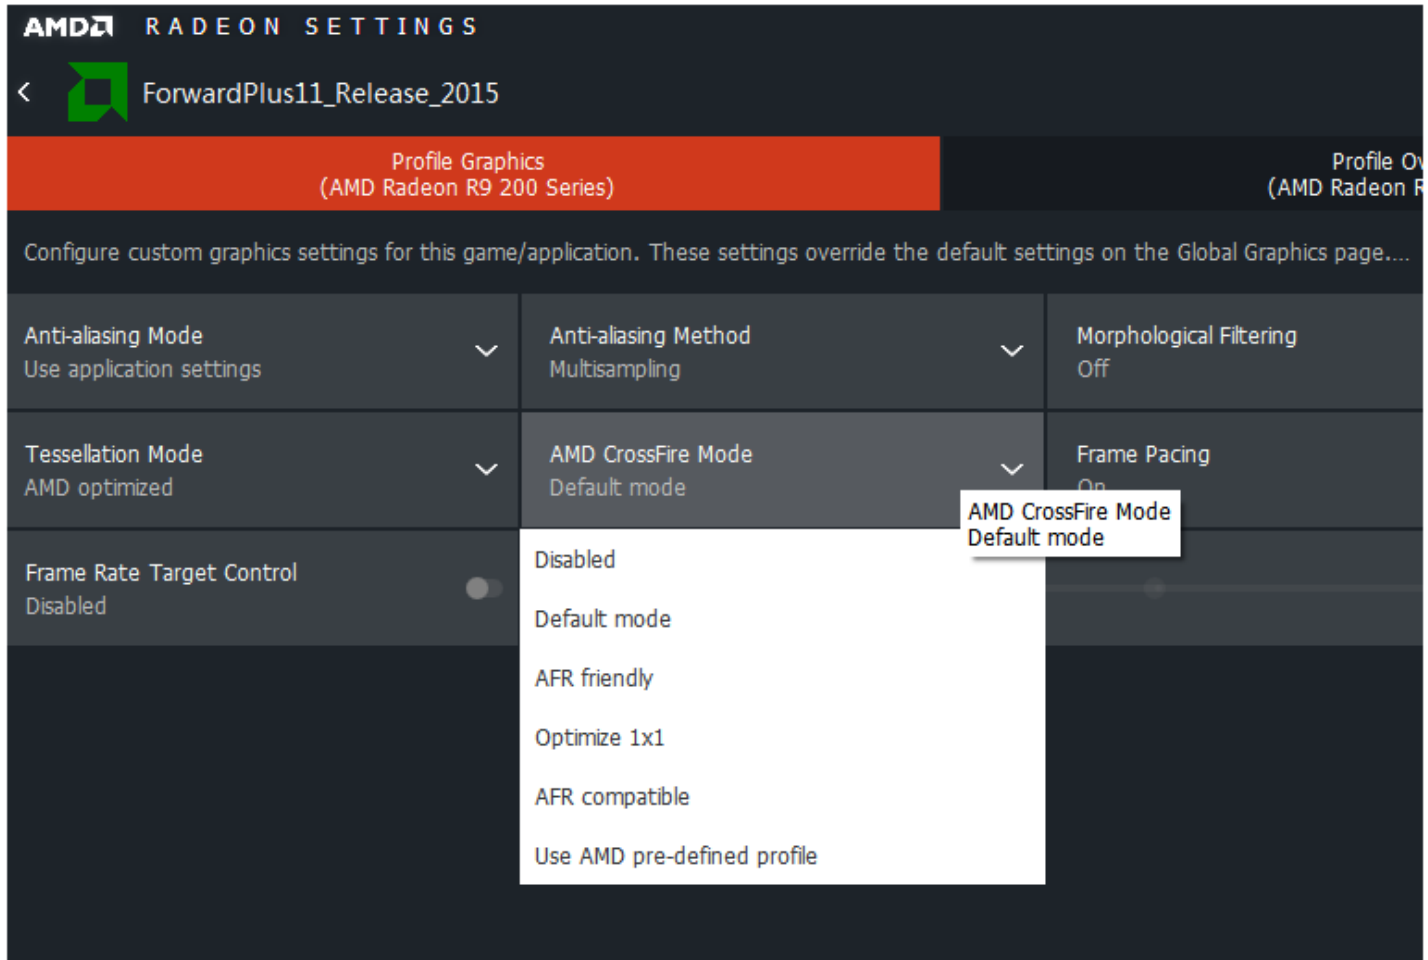 AMD RADEON SETTINGS
ForwardPlus11_Release_2015
Profile Graphics
(AMD Radeon R9 200 Series)
Profile
(AMD Radeon
Configure custom graphics settings for this game/application. These settings override the default settings on the Global Graphics page....
Anti-aliasing Mode
Use application settings
Anti-aliasing Method
Multisampling
Morphological Filtering
Off
Tessellation Mode
AMD optimized
AMD CrossFire Mode
Default mode
Frame Pacing
On
AMD CrossFire Mode
Default mode
Frame Rate Target Control
Disabled
Disabled
Default mode
AFR friendly
Optimize 1x1
AFR compatible
Use AMD pre-defined profile